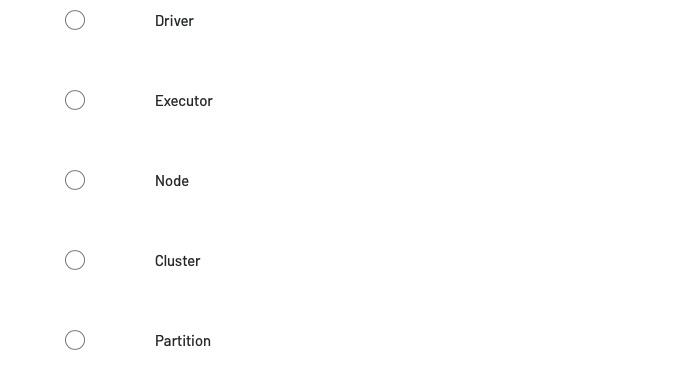 Driver
Executor
Node
Cluster
Partition